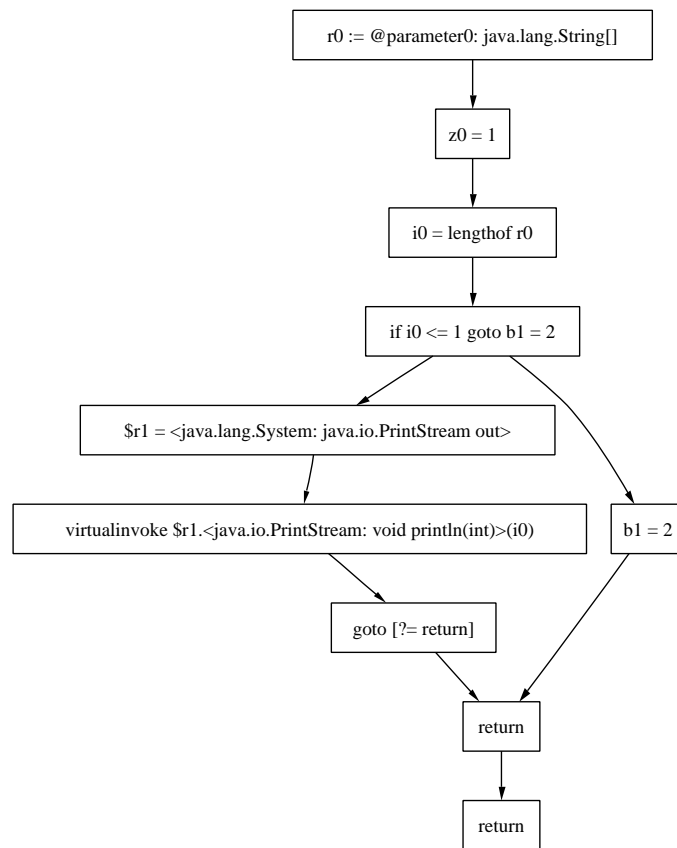 r0 := @parameter0: java.lang.String[]
z0 = 1
i0 = lengthof r0
if i0 <= 1 goto b1 = 2
$r1 = <java.lang.System: java.io.PrintStream out>
virtualinvoke $r1.<java.io.PrintStream: void println(int)>(i0)
b1 = 2
goto [?= return]
return
return